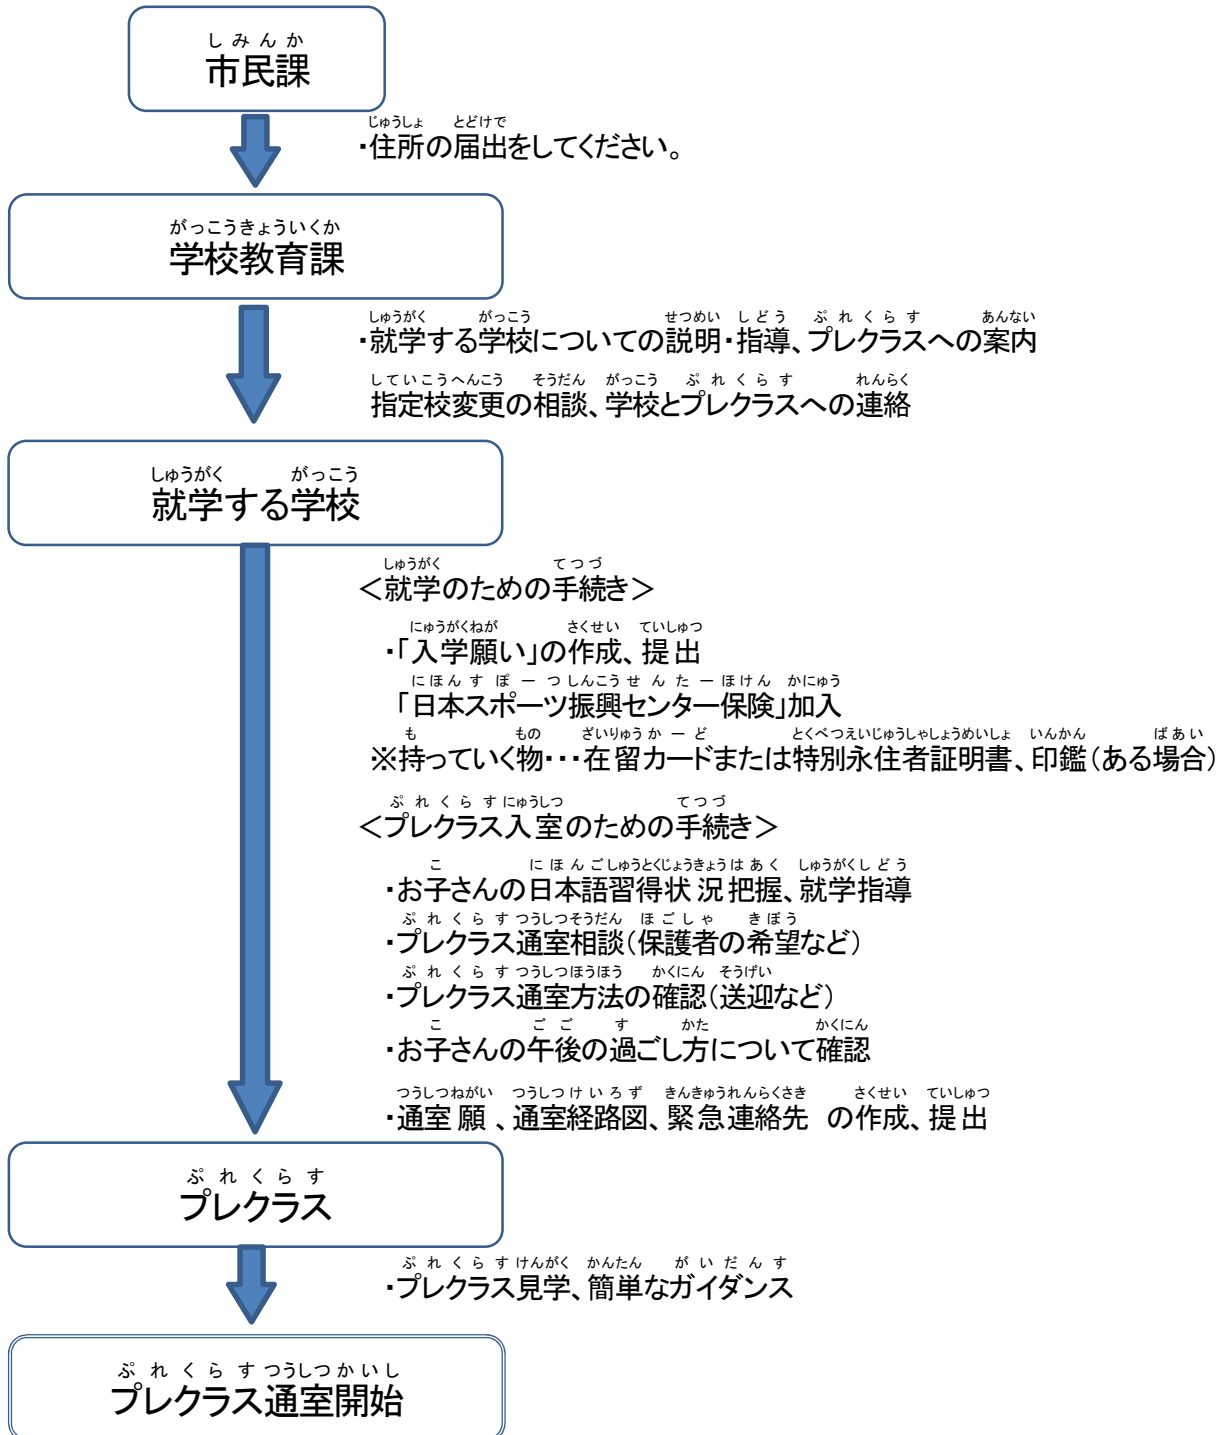 しみんか
市民課
じゅうしょ とどけで
・住所の届出をしてください。
がっこうきょういくか
学校教育課
しゅうがく がっこう せつめい しどう ぷれくらす あんない
・就学する学校についての説明・指導、プレクラスへの案内
していこうへんこう そうだん がっこう ぷれくらす れんらく
指定校変更の相談、学校とプレクラスへの連絡
しゅうがく がっこう
就学する学校
しゅうがく てつづ
＜就学のための手続き＞
にゅうがくねが さくせい ていしゅつ
・「入学願い」の作成、提出
にほんすぽーつしんこうせんたーほけん かにゅう
「日本スポーツ振興センター保険」加入
も もの ざいりゅうかーど とくべつえいじゅうしゃしょうめいしょ いんかん ばあい
※持っていく物・・・在留カードまたは特別永住者証明書、印鑑（ある場合）
ぷれくらすにゅうしつ てつづ
＜プレクラス入室のための手続き＞
こ にほんごしゅうとくじょうきょうはあく しゅうがくしどう
・お子さんの日本語習得状況把握、就学指導
ぷれくらすつうしつそうだん ほごしゃ きぼう
・プレクラス通室相談（保護者の希望など）
ぷれくらすつうしつほうほう かくにん そうげい
・プレクラス通室方法の確認（送迎など）
こ ごご す かた かくにん
・お子さんの午後の過ごし方について確認
つうしつねがい つうしつけいろず きんきゅうれんらくさき さくせい ていしゅつ
・通室願、通室経路図、緊急連絡先 の作成、提出
ぷれくらす
プレクラス
ぷれくらすけんがく かんたん がいだんす
・プレクラス見学、簡単なガイダンス
ぷれくらすつうしつかいし
プレクラス通室開始